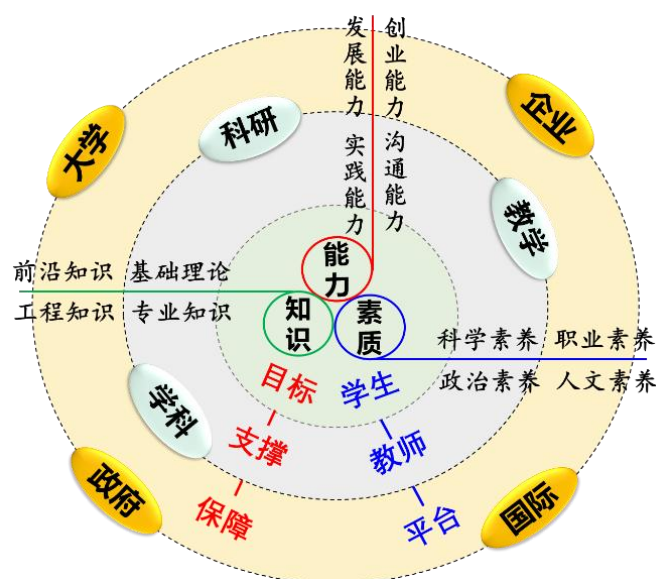 发展能力
创业能力
实践能力
沟通能力
大学
科研
企业
教学
能力
前沿知识 基础理论
工程知识 专业知识
知识
素质
科学素养 职业素养
政治素养 人文素养
目标
学生
学科
支撑
教师
政府
保障
平台
国际